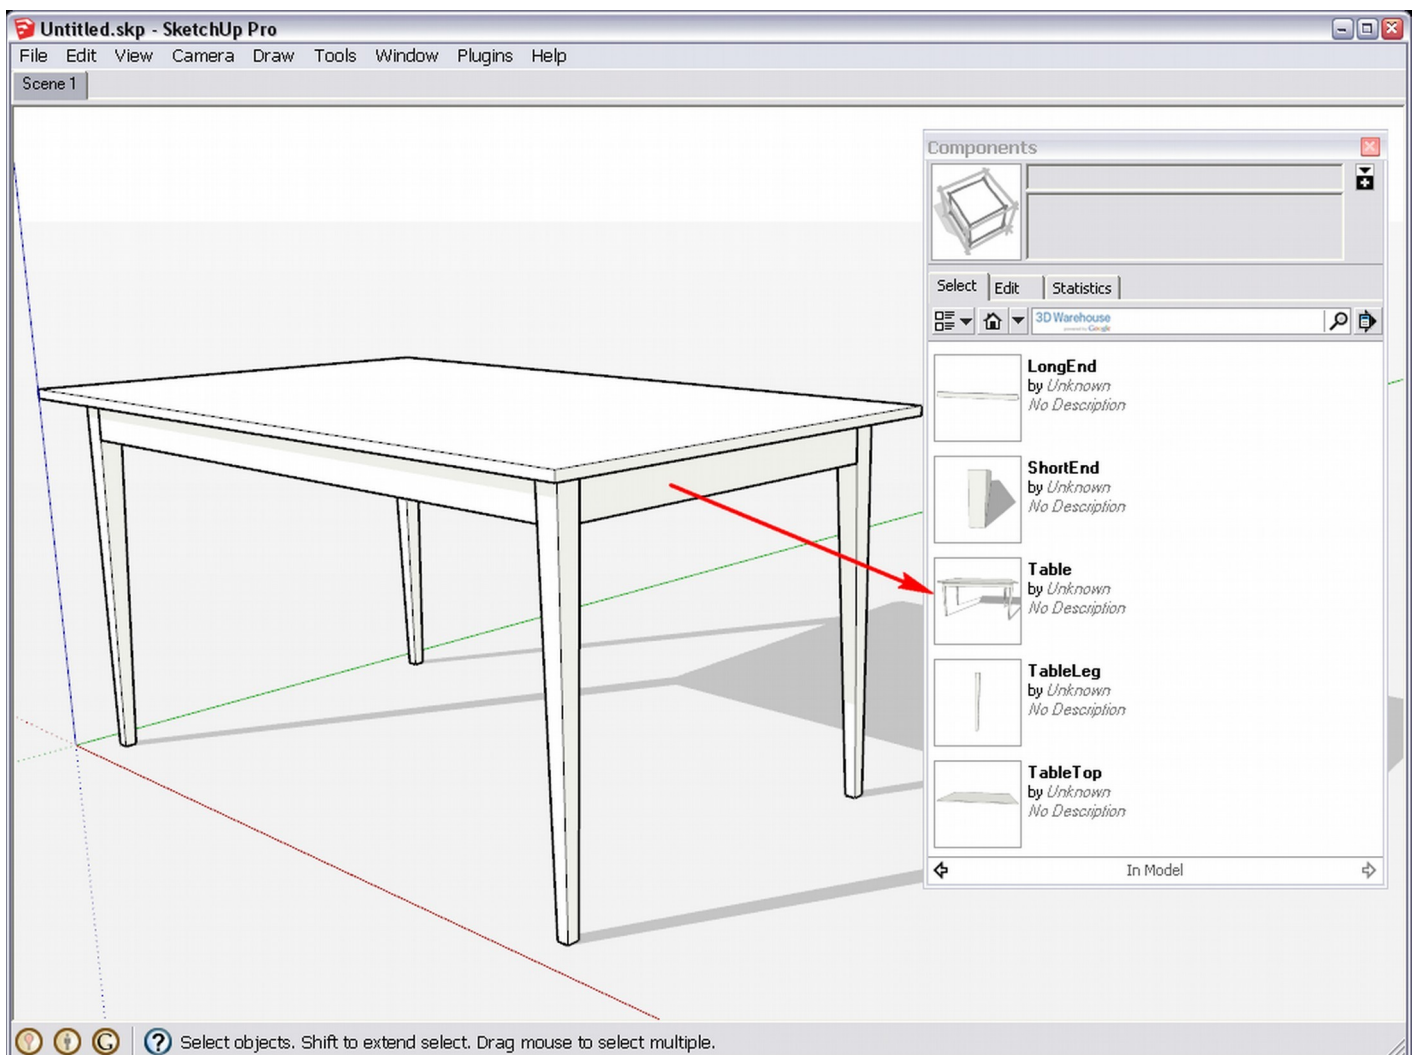 Untitled.skp - SketchUp Pro
File Edit View Camera Draw Tools Window Plugins Help
Scene 1
Components
Select Edit Statistics
3D Warehouse
powered by Google
LongEnd
by Unknown
No Description
ShortEnd
by Unknown
No Description
Table
by Unknown
No Description
TableLeg
by Unknown
No Description
TableTop
by Unknown
No Description
In Model
G ? Select objects. Shift to extend select. Drag mouse to select multiple.